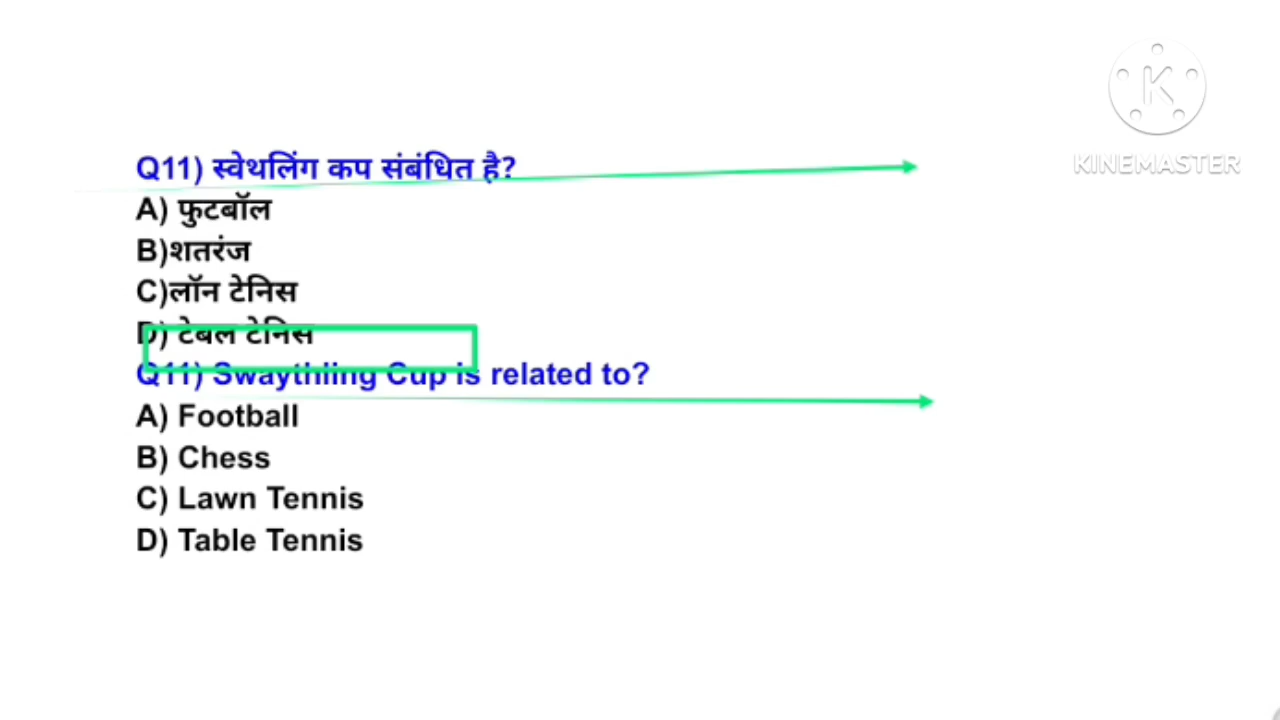 Q11) स्वेथलिंग कप संबंधित है?
A) फुटबॉल
B)शतरंज
C)लॉन टेनिस
D) टेबल टेनिस
Q11) Swaythling Cup is related to?
A) Football
B) Chess
C) Lawn Tennis
D) Table Tennis
K
KINEMASTER